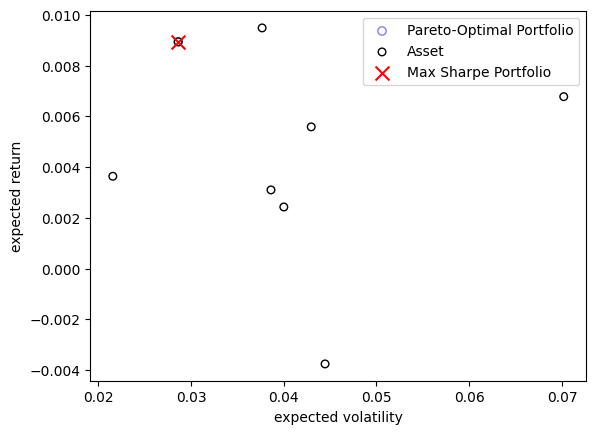 0.010
0.008
0.006
0.004
0.002
0.000
−0.002
−0.004
expected return
Pareto-Optimal Portfolio
Asset
Max Sharpe Portfolio
0.02 0.03 0.04 0.05 0.06 0.07
expected volatility